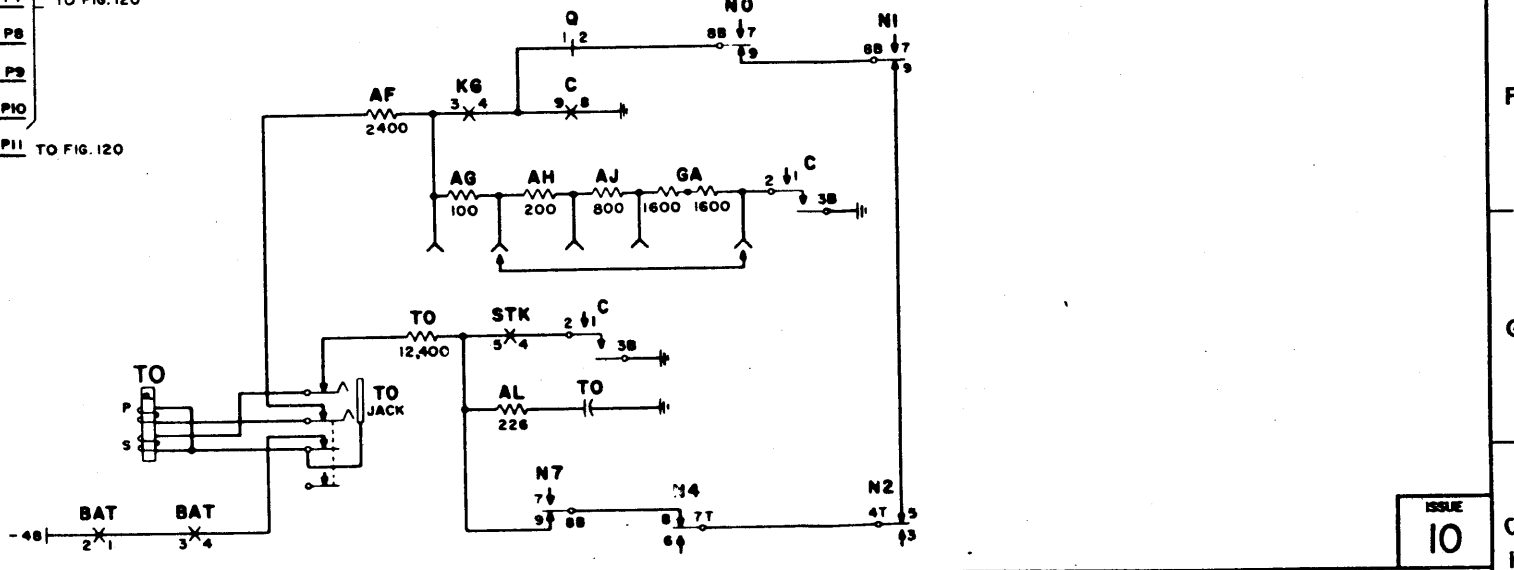 TO FIG. 120
P8
P9
P10
P11 TO FIG. 120
Q
1 2
N0
8B 7
9
N1
8B 7
9
AF
2400
K6
3 4
C
9 8
AG
100
AH
200
AJ
800
GA
1600 1600
C
2 1
3B
TO
12,400
STK
5 4
C
2 1
3B
TO
P
S
TO
JACK
AL
226
TO
N7
7
9 8B
8 7T
6
N2
4T 5
3
-48
BAT
2 1
BAT
3 4
F
ISSUE
10